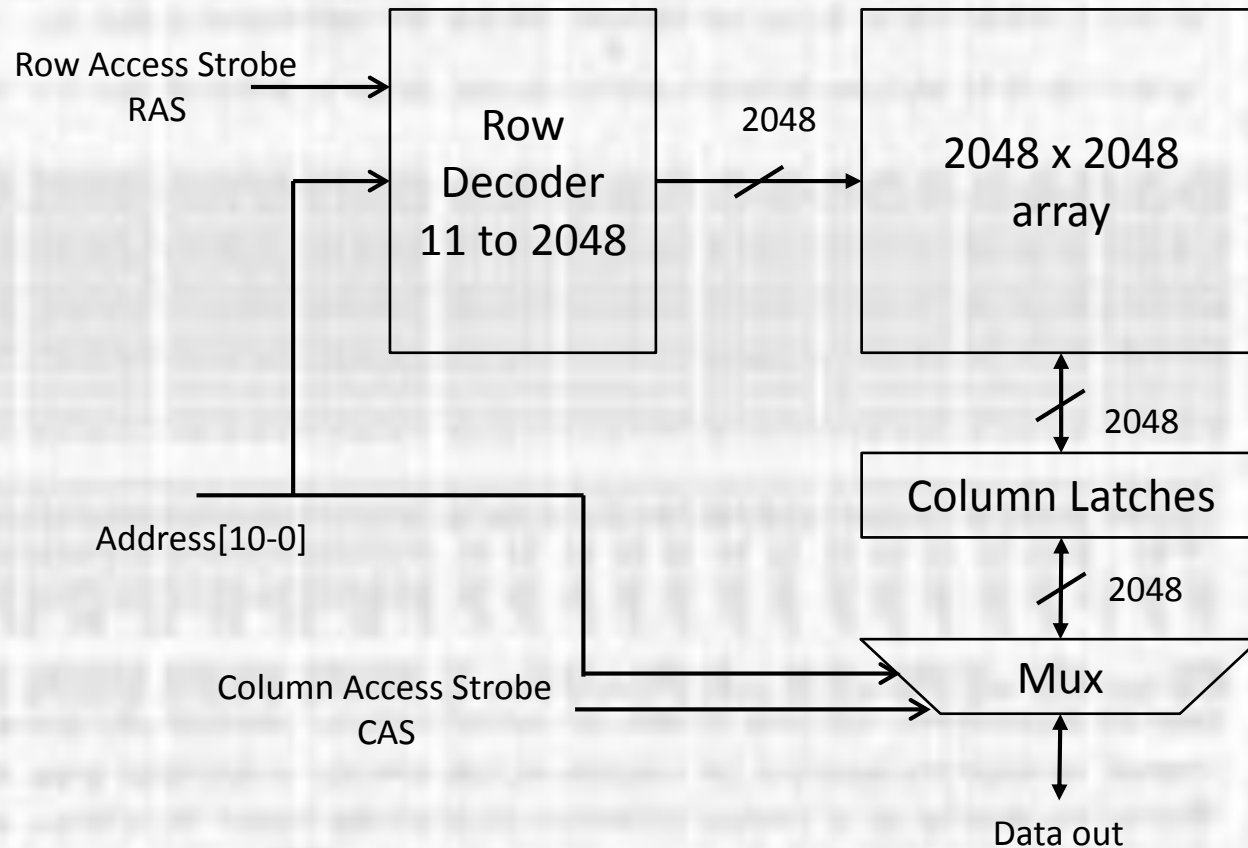 Row Access Strobe
RAS
Row
Decoder
11 to 2048
2048
2048 x 2048
array
2048
Column Latches
Address[10-0]
2048
Mux
Column Access Strobe
CAS
Data out